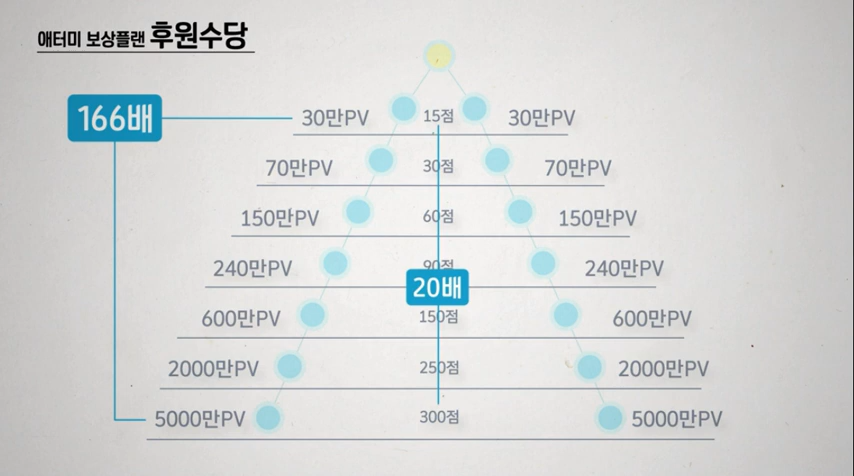 애터미 보상플랜 후원수당
166배
30만PV 15점 30만PV
70만PV 30점 70만PV
150만PV 60점 150만PV
240만PV 90점 240만PV
20배
600만PV 150점 600만PV
2000만PV 250점 2000만PV
5000만PV 300점 5000만PV